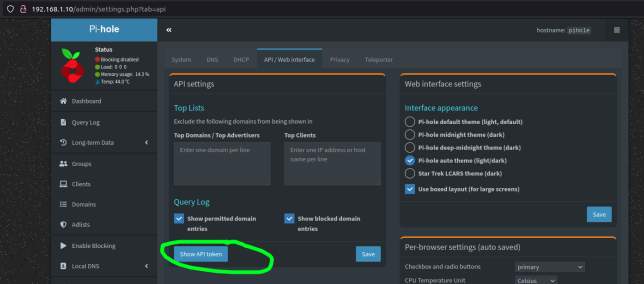 192.168.1.10/admin/settings.php?tab=api
Pi-hole
hostname: pihole
Status
Blocking disabled
Load: 0 0 0
Memory usage: 14.3 %
Temp: 44.0 °C
Dashboard
Query Log
Long-term Data
Groups
Clients
Domains
Adlists
Enable Blocking
Local DNS
System DNS DHCP API / Web interface Privacy Teleporter
API settings
Top Lists
Exclude the following domains from being shown in
Top Domains / Top Advertisers
Enter one domain per line
Top Clients
Enter one IP address or host
name per line
Query Log
Show permitted domain
entries
Show blocked domain
entries
Show API token
Save
Web interface settings
Interface appearance
Pi-hole default theme (light, default)
Pi-hole midnight theme (dark)
Pi-hole deep-midnight theme (dark)
Pi-hole auto theme (light/dark)
Star Trek LCARS theme (dark)
Use boxed layout (for large screens)
Save
Per-browser settings (auto saved)
Checkbox and radio buttons
primary
CPU Temperature Unit
Celsius